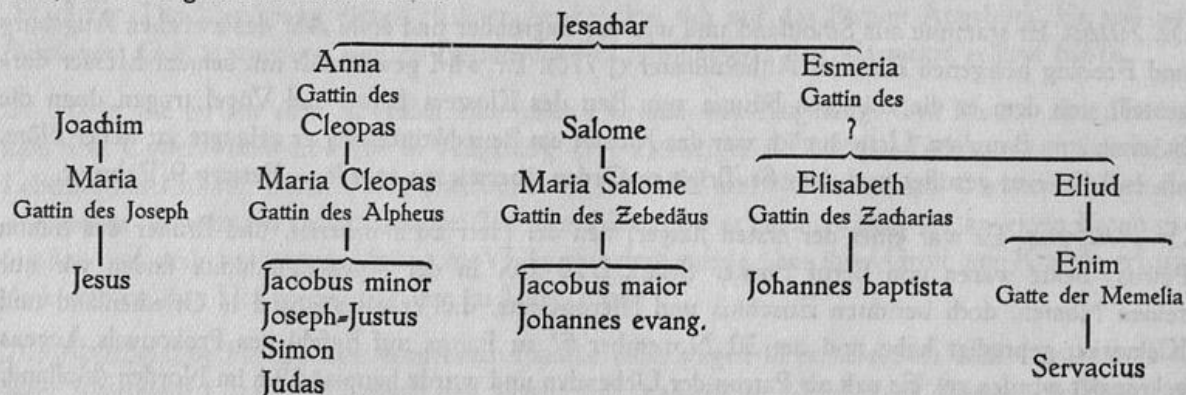 Jesachar
Anna Esmeria
Gattin des Gattin des
Joachim Cleopas Salome ?
Maria Maria Cleopas Maria Salome Elisabeth Eliud
Gattin des Joseph Gattin des Alpheus Gattin des Zebedäus Gattin des Zacharias
Enim
Jesus Jacobus minor Jacobus maior Johannes baptista Gatte der Memelia
Joseph-Justus Johannes evang.
Simon Servacius
Judas